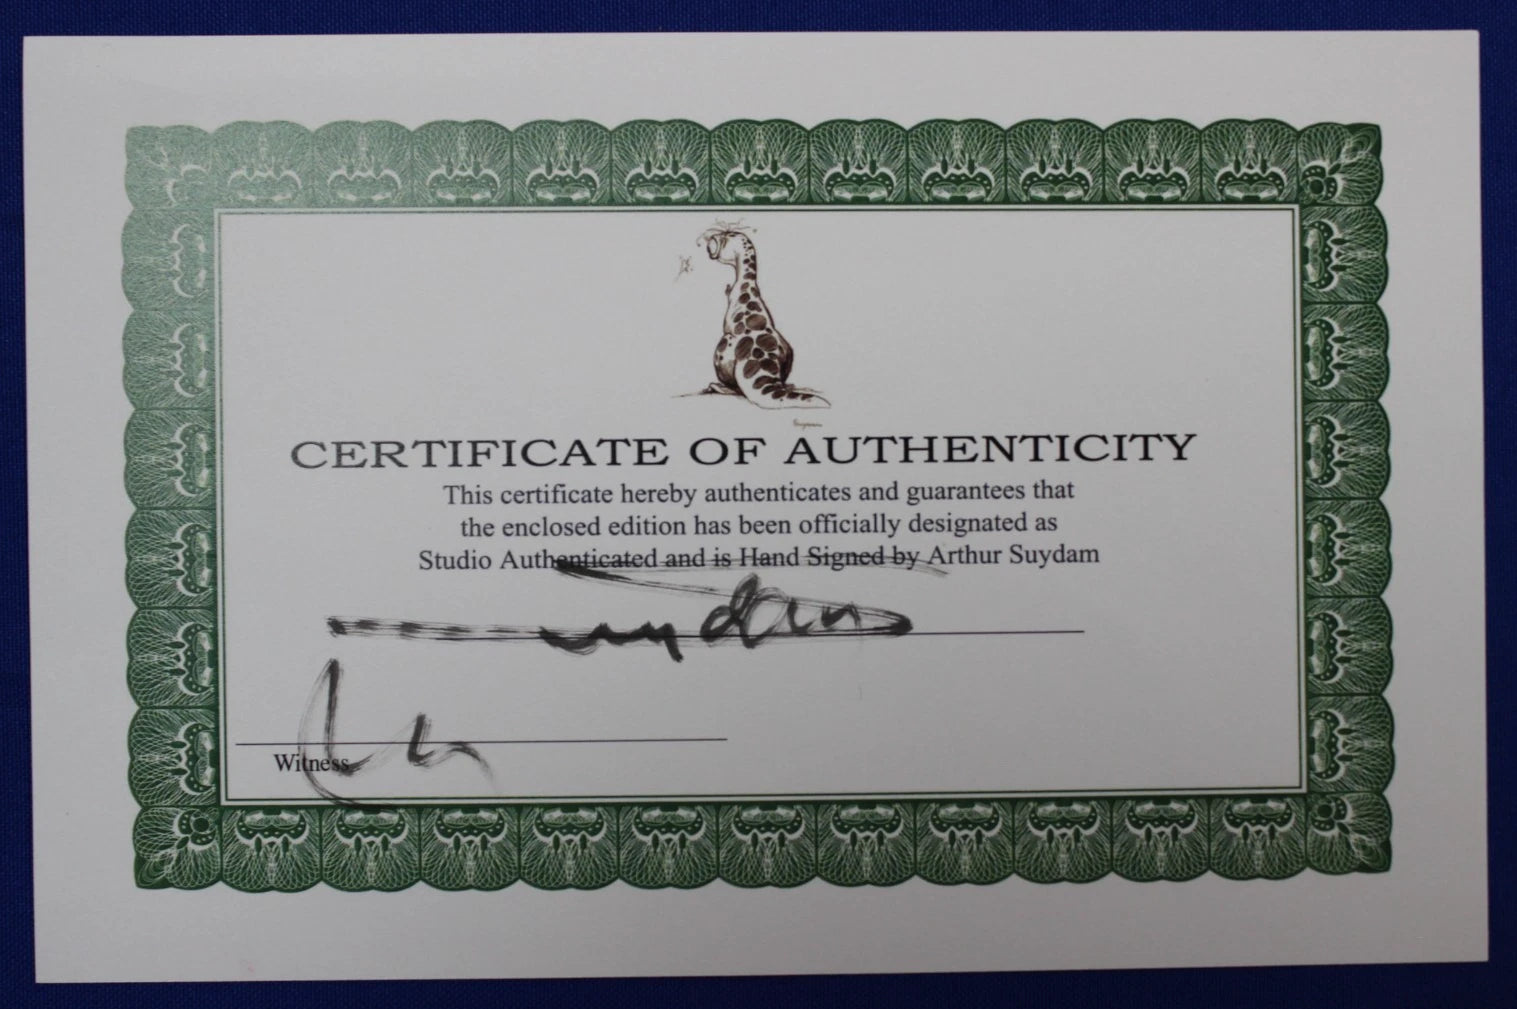 CERTIFICATE OF AUTHENTICITY
This certificate hereby authenticates and guarantees that
the enclosed edition has been officially designated as
Studio Authenticated and is Hand Signed by Arthur Suydam
Suydam
Witness